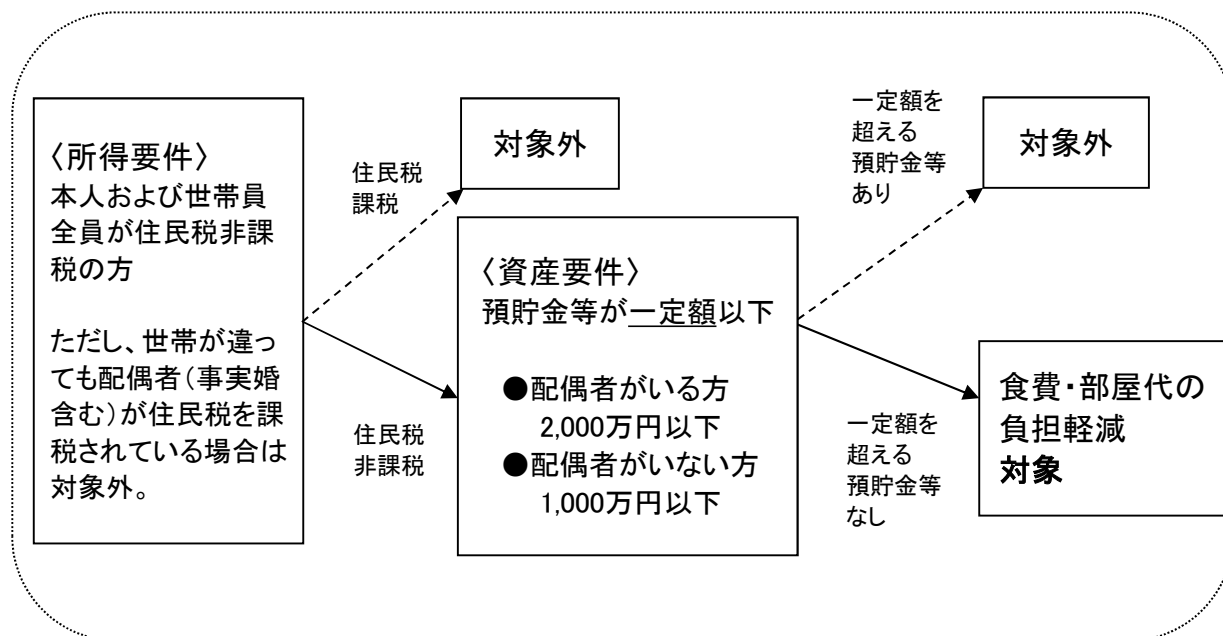 〈所得要件〉
本人および世帯員
全員が住民税非課
税の方
ただし、世帯が違っ
ても配偶者(事実婚
含む)が住民税を課
税されている場合は
対象外。
住民税
課税
対象外
住民税
非課税
〈資産要件〉
預貯金等が一定額以下
●配偶者がいる方
2,000万円以下
●配偶者がいない方
1,000万円以下
一定額を
超える
預貯金等
あり
対象外
一定額を
超える
預貯金等
なし
食費・部屋代の
負担軽減
対象